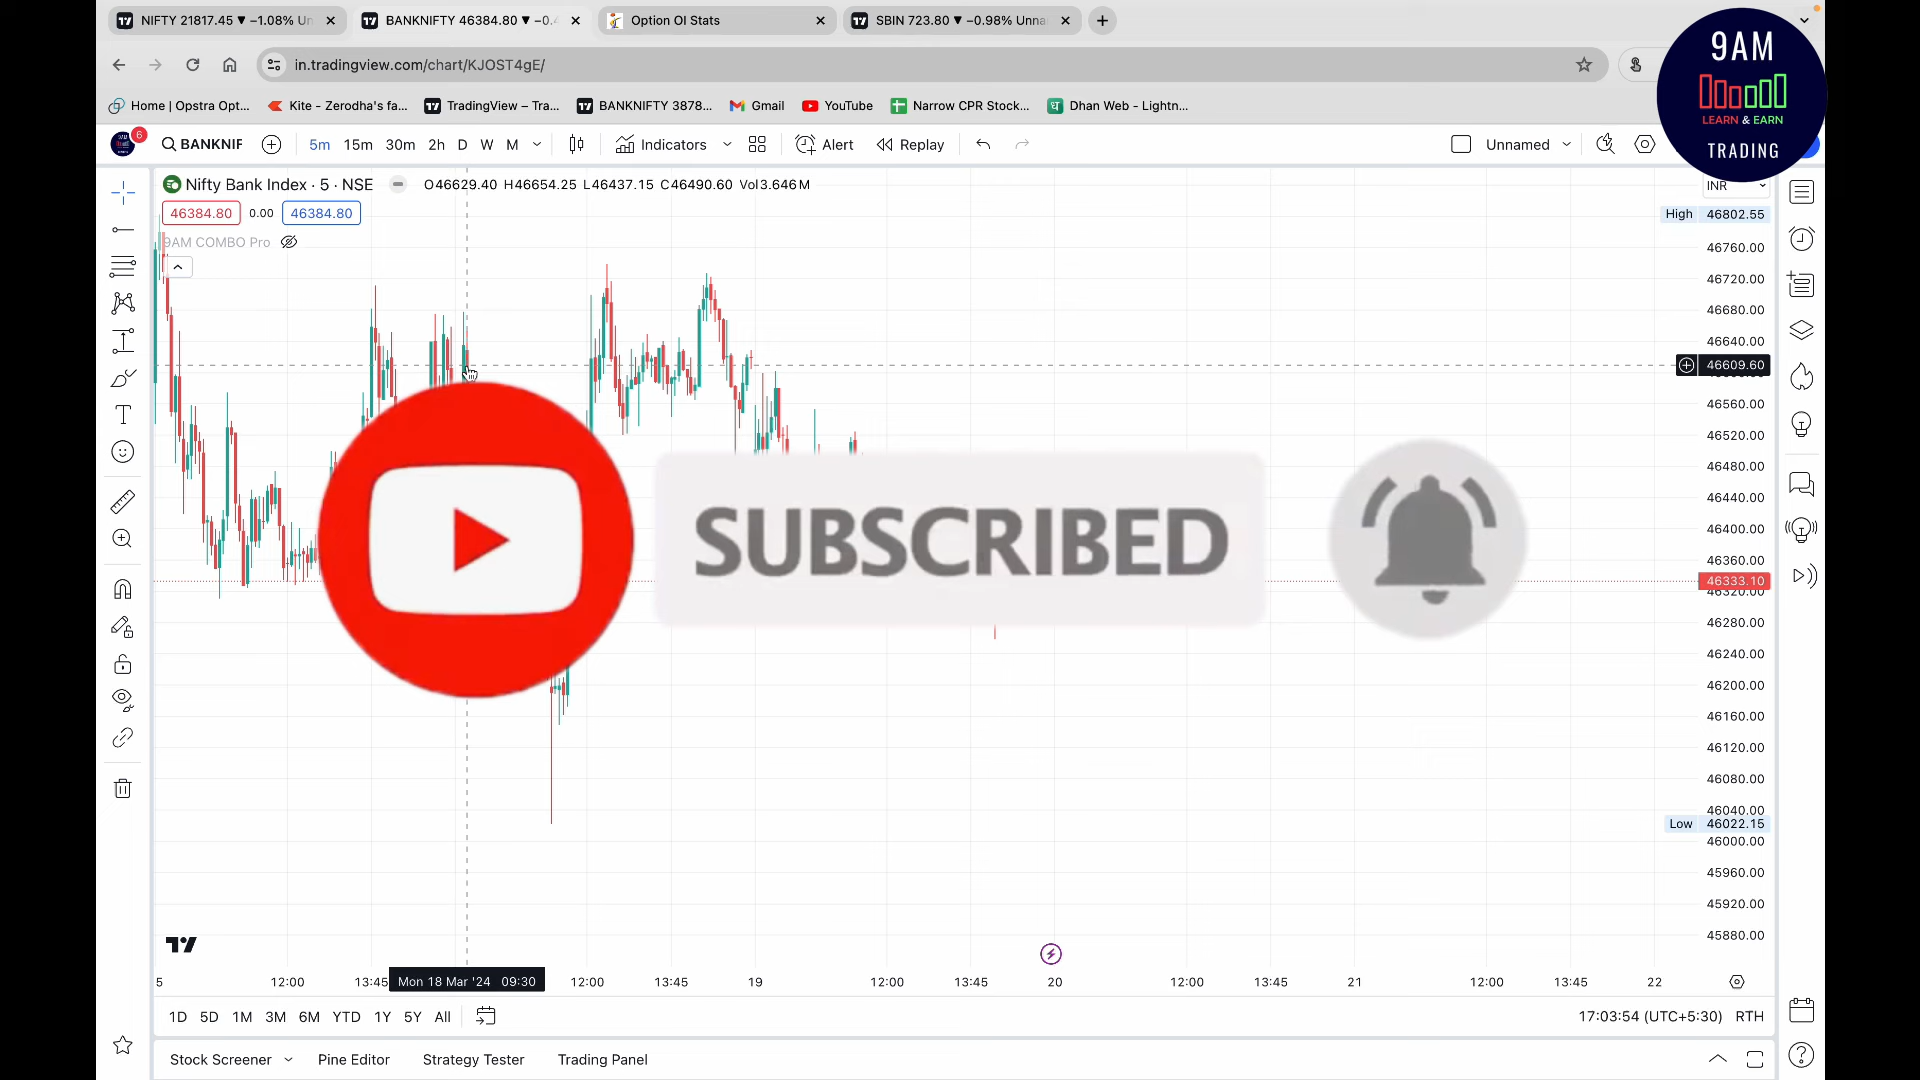 NIFTY 21817.45 ▼ −1.08% Un
BANKNIFTY 46384.80 ▼ −0.4
Option OI Stats
SBIN 723.80 ▼ −0.98% Unna
in.tradingview.com/chart/KJOST4gE/
Home | Opstra Opt...
Kite - Zerodha's fa...
TradingView – Tra...
BANKNIFTY 3878...
Gmail
YouTube
Narrow CPR Stock...
Dhan Web - Lightn...
9AM
LEARN & EARN
TRADING
6
BANKNIF
5m 15m 30m 2h D W M
Indicators
Alert
Replay
Unnamed
Nifty Bank Index · 5 · NSE
O46629.40 H46654.25 L46437.15 C46490.60 Vol3.646M
INR
46384.80 0.00 46384.80
9AM COMBO Pro
High 46802.55
46760.00
46720.00
46680.00
46640.00
46609.60
46560.00
46520.00
46480.00
46440.00
46400.00
46360.00
46333.10
46320.00
46280.00
46240.00
46200.00
46160.00
46120.00
46080.00
46040.00
Low 46022.15
46000.00
45960.00
45920.00
45880.00
SUBSCRIBED
5 12:00 13:45 Mon 18 Mar '24 09:30 12:00 13:45 19 12:00 13:45 20 12:00 13:45 21 12:00 13:45 22
1D 5D 1M 3M 6M YTD 1Y 5Y All
17:03:54 (UTC+5:30) RTH
Stock Screener
Pine Editor
Strategy Tester
Trading Panel